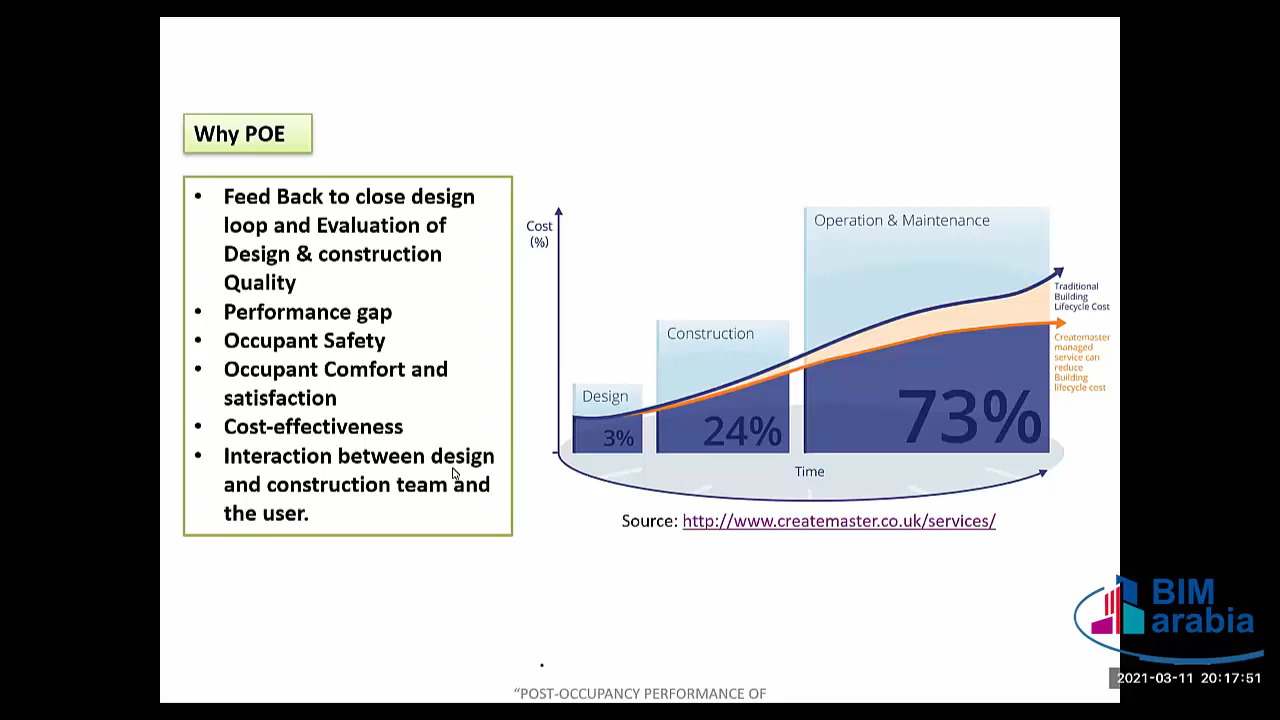 Why POE
• Feed Back to close design
loop and Evaluation of
Design & construction
Quality
• Performance gap
• Occupant Safety
• Occupant Comfort and
satisfaction
• Cost-effectiveness
• Interaction between design
and construction team and
the user.
Cost
(%)
Design
3%
Construction
24%
Operation & Maintenance
73%
Traditional
Building
Lifecycle Cost
Createmaster
managed
service can
reduce
Building
lifecycle cost
Time
Source: http://www.createmaster.co.uk/services/
BIM
arabia
2021-03-11 20:17:51
.
“POST-OCCUPANCY PERFORMANCE OF